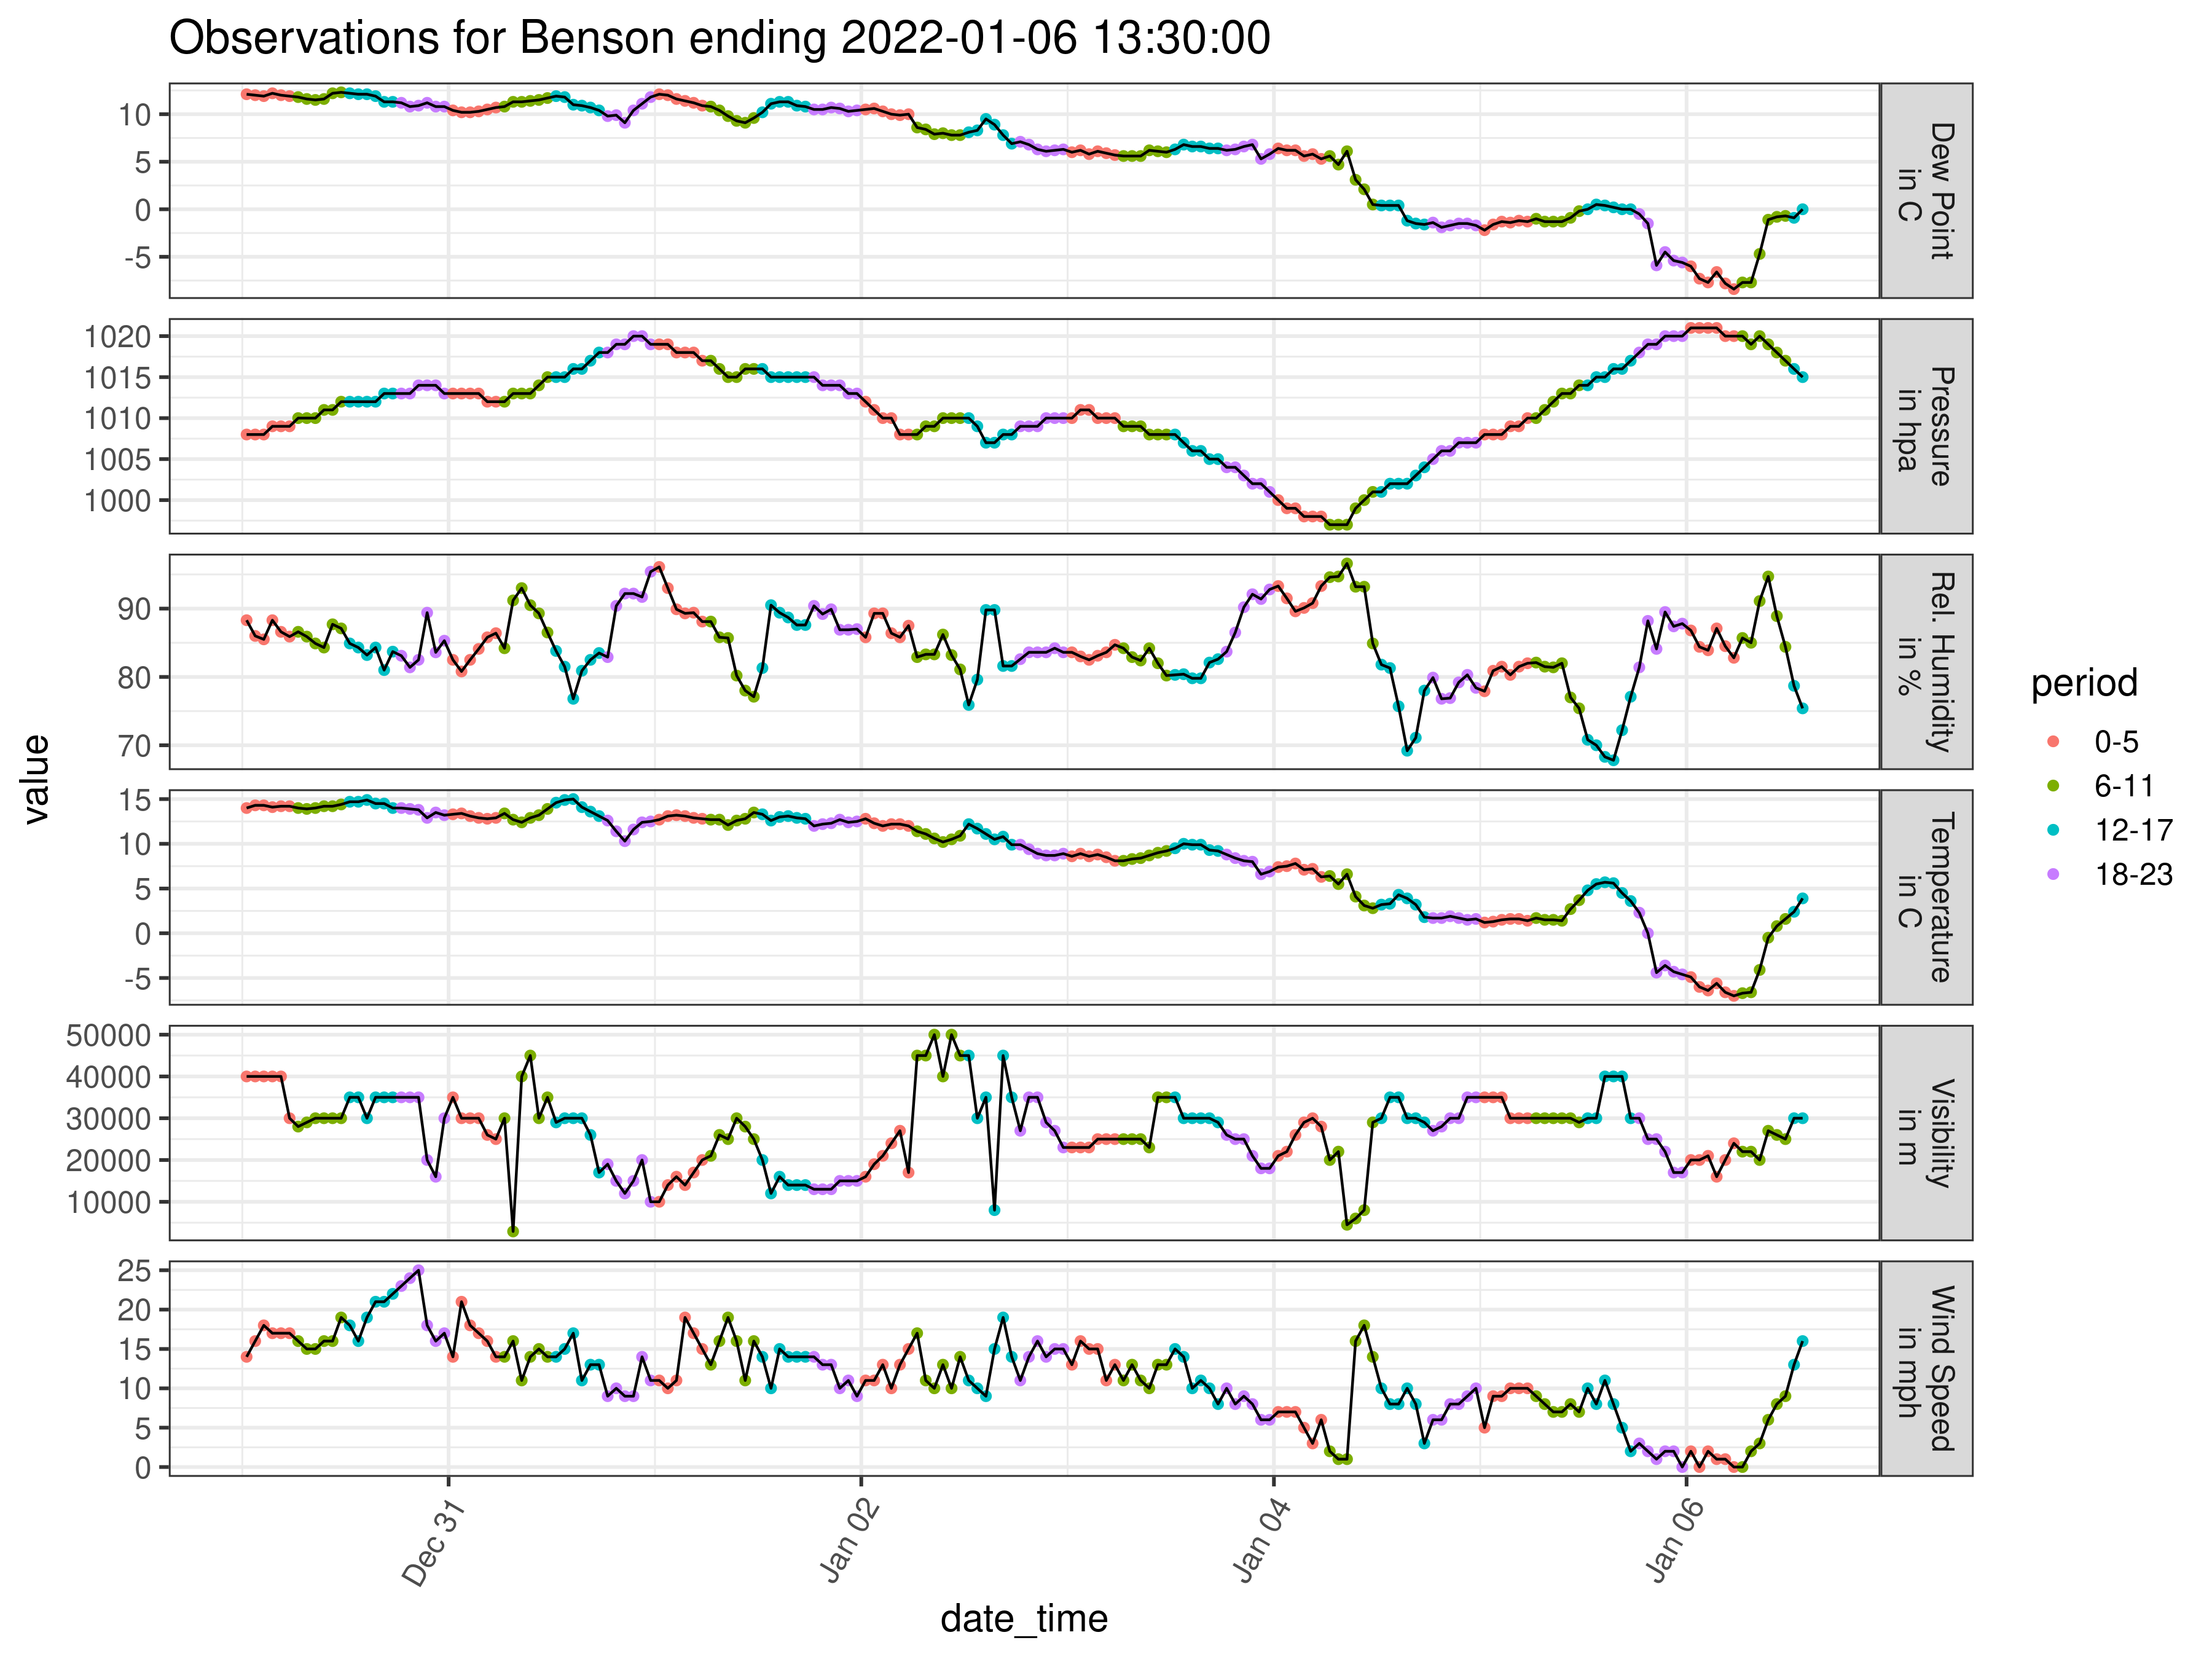 Observations for Benson ending 2022-01-06 13:30:00
10
5
0
-5
Dew Point
in C
1020
1015
1010
1005
1000
Pressure
in hpa
90
80
70
Rel. Humidity
in %
15
10
5
0
-5
Temperature
in C
50000
40000
30000
20000
10000
Visibility
in m
25
20
15
10
5
0
Wind Speed
in mph
value
Dec 31
Jan 02
Jan 04
Jan 06
date_time
period
0-5
6-11
12-17
18-23